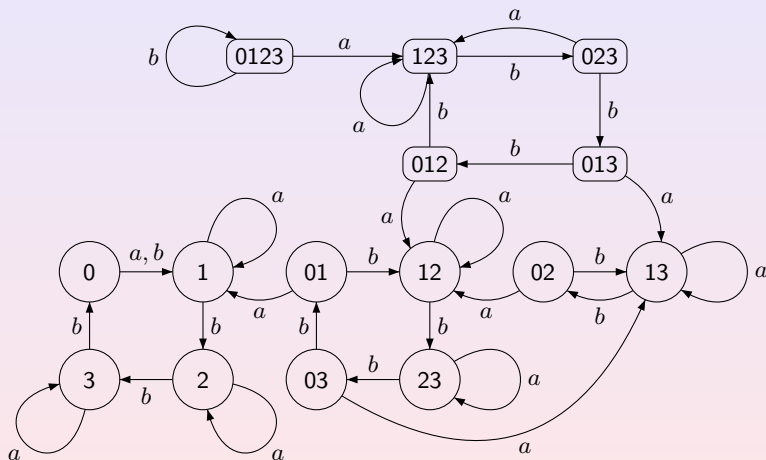 a
b 0123 a 123 b 023
a b b
012 b 013
a a a a
0 a, b 1 01 b 12 02 b 13 a
a a b
b b b b
3 b 2 03 b 23 a
a a a